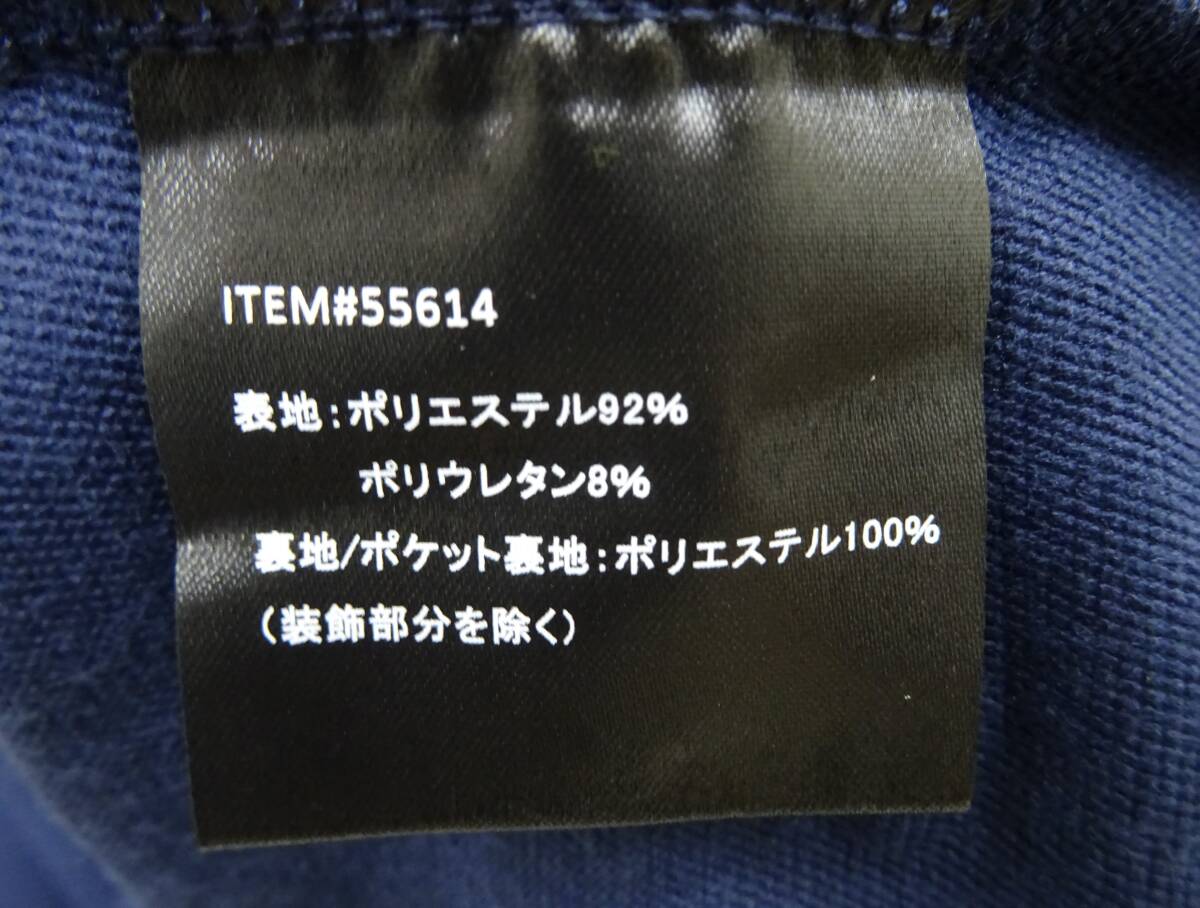 ITEM#55614
表地:ポリエステル92%
ポリウレタン8%
裏地/ポケット裏地:ポリエステル100%
(装飾部分を除く)